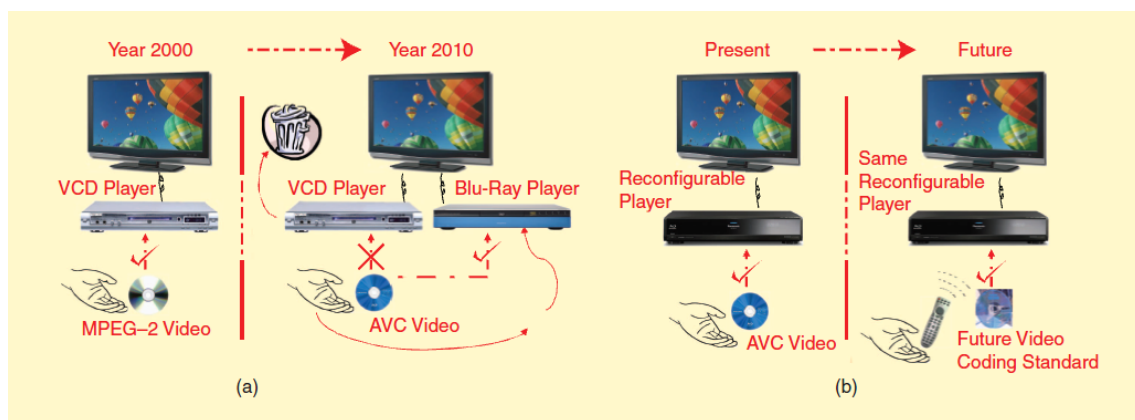 Year 2000
Year 2010
VCD Player
VCD Player
Blu-Ray Player
MPEG–2 Video
AVC Video
(a)
Present
Future
Reconfigurable
Player
Same
Reconfigurable
Player
AVC Video
Future Video
Coding Standard
(b)